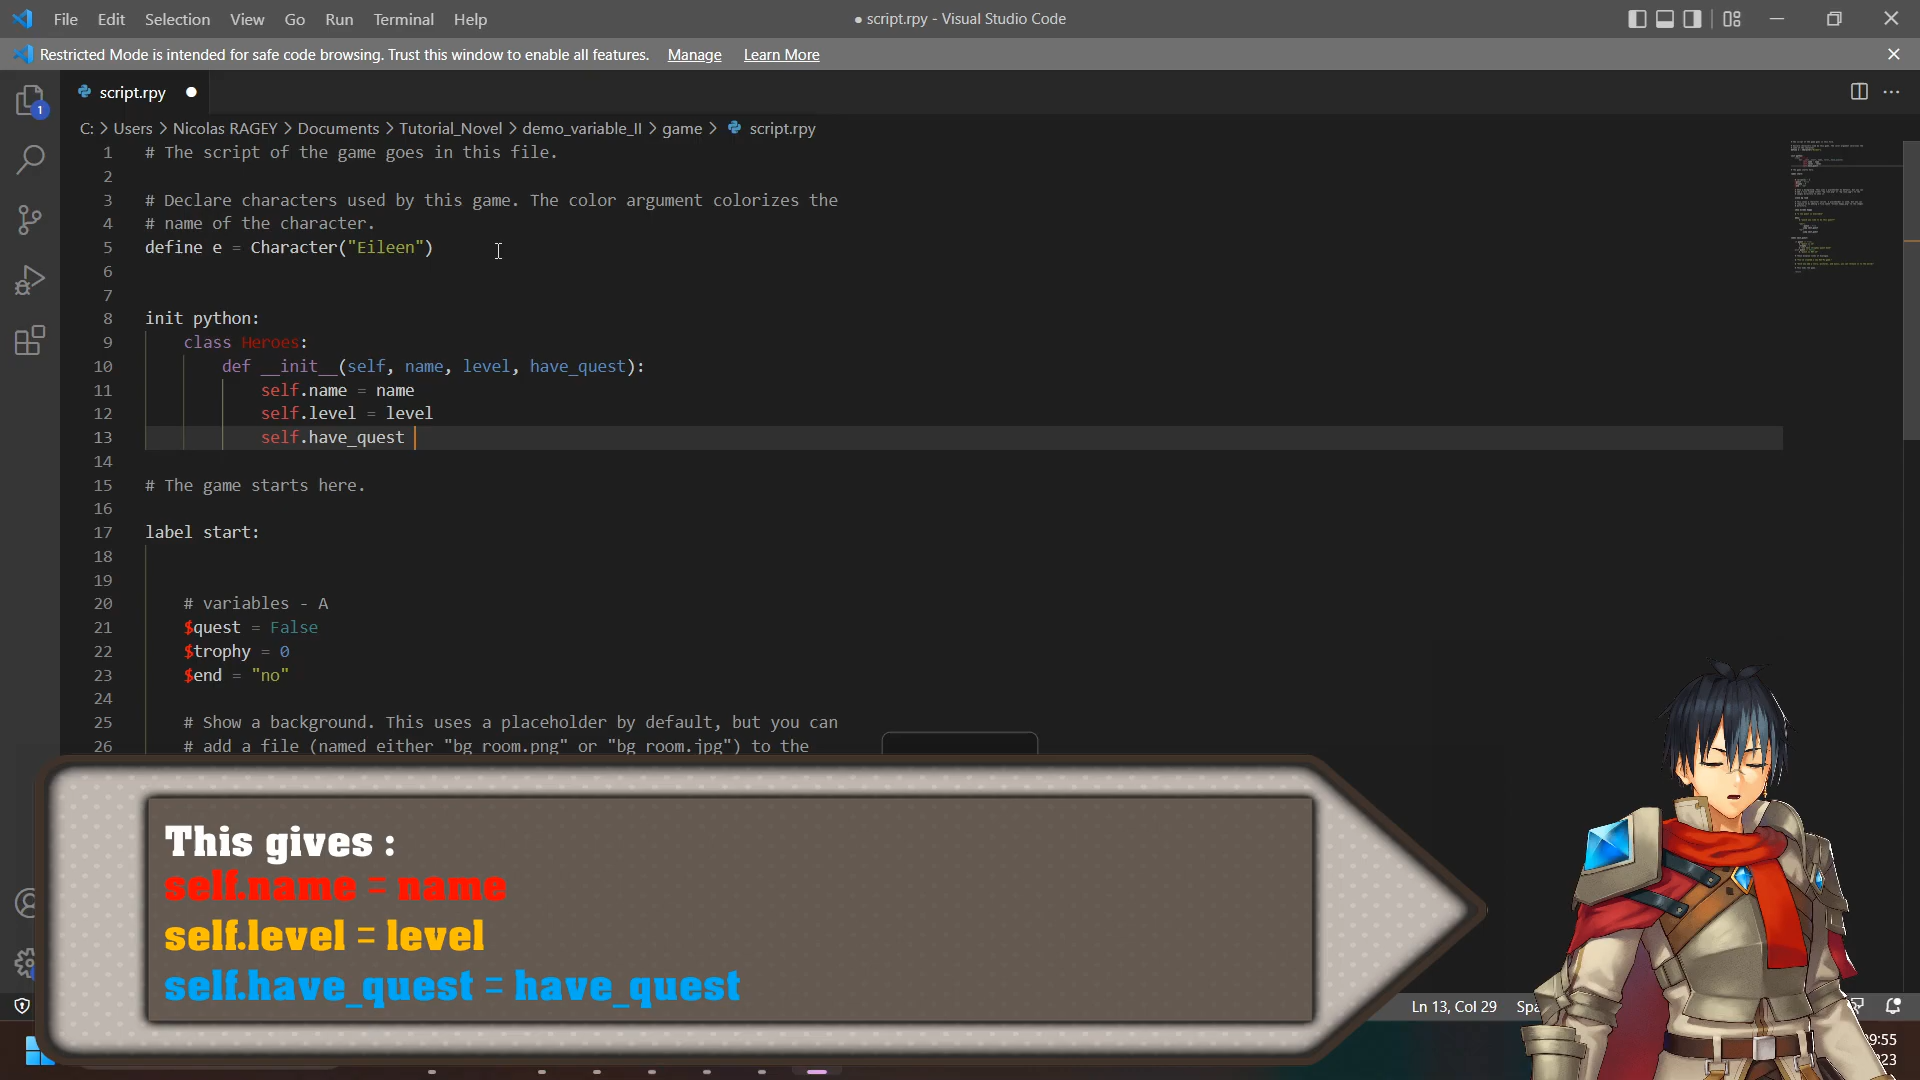 File Edit Selection View Go Run Terminal Help
● script.rpy - Visual Studio Code
Restricted Mode is intended for safe code browsing. Trust this window to enable all features. Manage Learn More
script.rpy
1
C: > Users > Nicolas RAGEY > Documents > Tutorial_Novel > demo_variable_II > game > script.rpy
1 # The script of the game goes in this file.
2
3 # Declare characters used by this game. The color argument colorizes the
4 # name of the character.
5 define e = Character("Eileen")
6
7
8 init python:
9 class Heroes:
10 def __init__(self, name, level, have_quest):
11 self.name = name
12 self.level = level
13 self.have_quest
14
15 # The game starts here.
16
17 label start:
18
19
20 # variables - A
21 $quest = False
22 $trophy = 0
23 $end = "no"
24
25 # Show a background. This uses a placeholder by default, but you can
26 # add a file (named either "bg room.png" or "bg room.jpg") to the
This gives :
self.name = name
self.level = level
self.have_quest = have_quest
Ln 13, Col 29
9:55
23